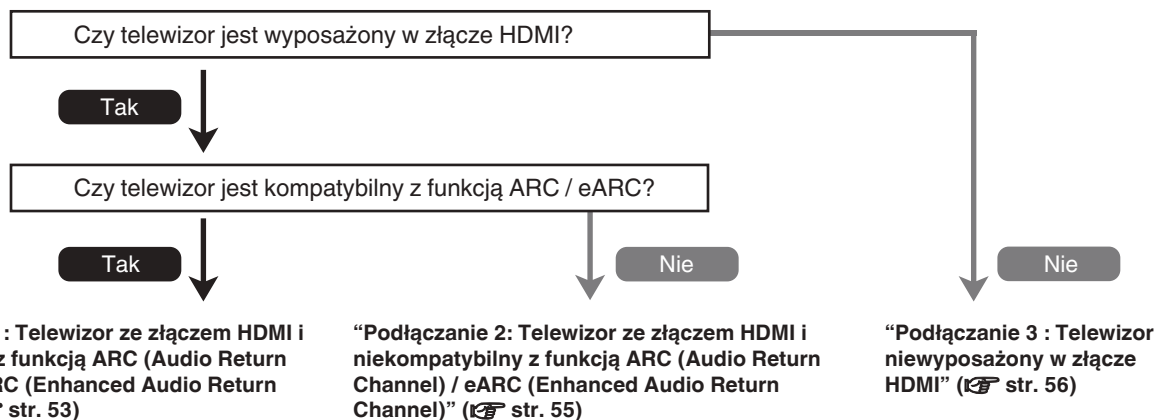 Czy telewizor jest wyposażony w złącze HDMI?
Tak
Czy telewizor jest kompatybilny z funkcją ARC / eARC?
Tak
Nie
Nie
: Telewizor ze złączem HDMI i
z funkcją ARC (Audio Return
RC (Enhanced Audio Return
str. 53)
“Podłączanie 2: Telewizor ze złączem HDMI i
niekompatybilny z funkcją ARC (Audio Return
Channel) / eARC (Enhanced Audio Return
Channel)” (☞ str. 55)
“Podłączanie 3 : Telewizor
niewyposażony w złącze
HDMI” (☞ str. 56)